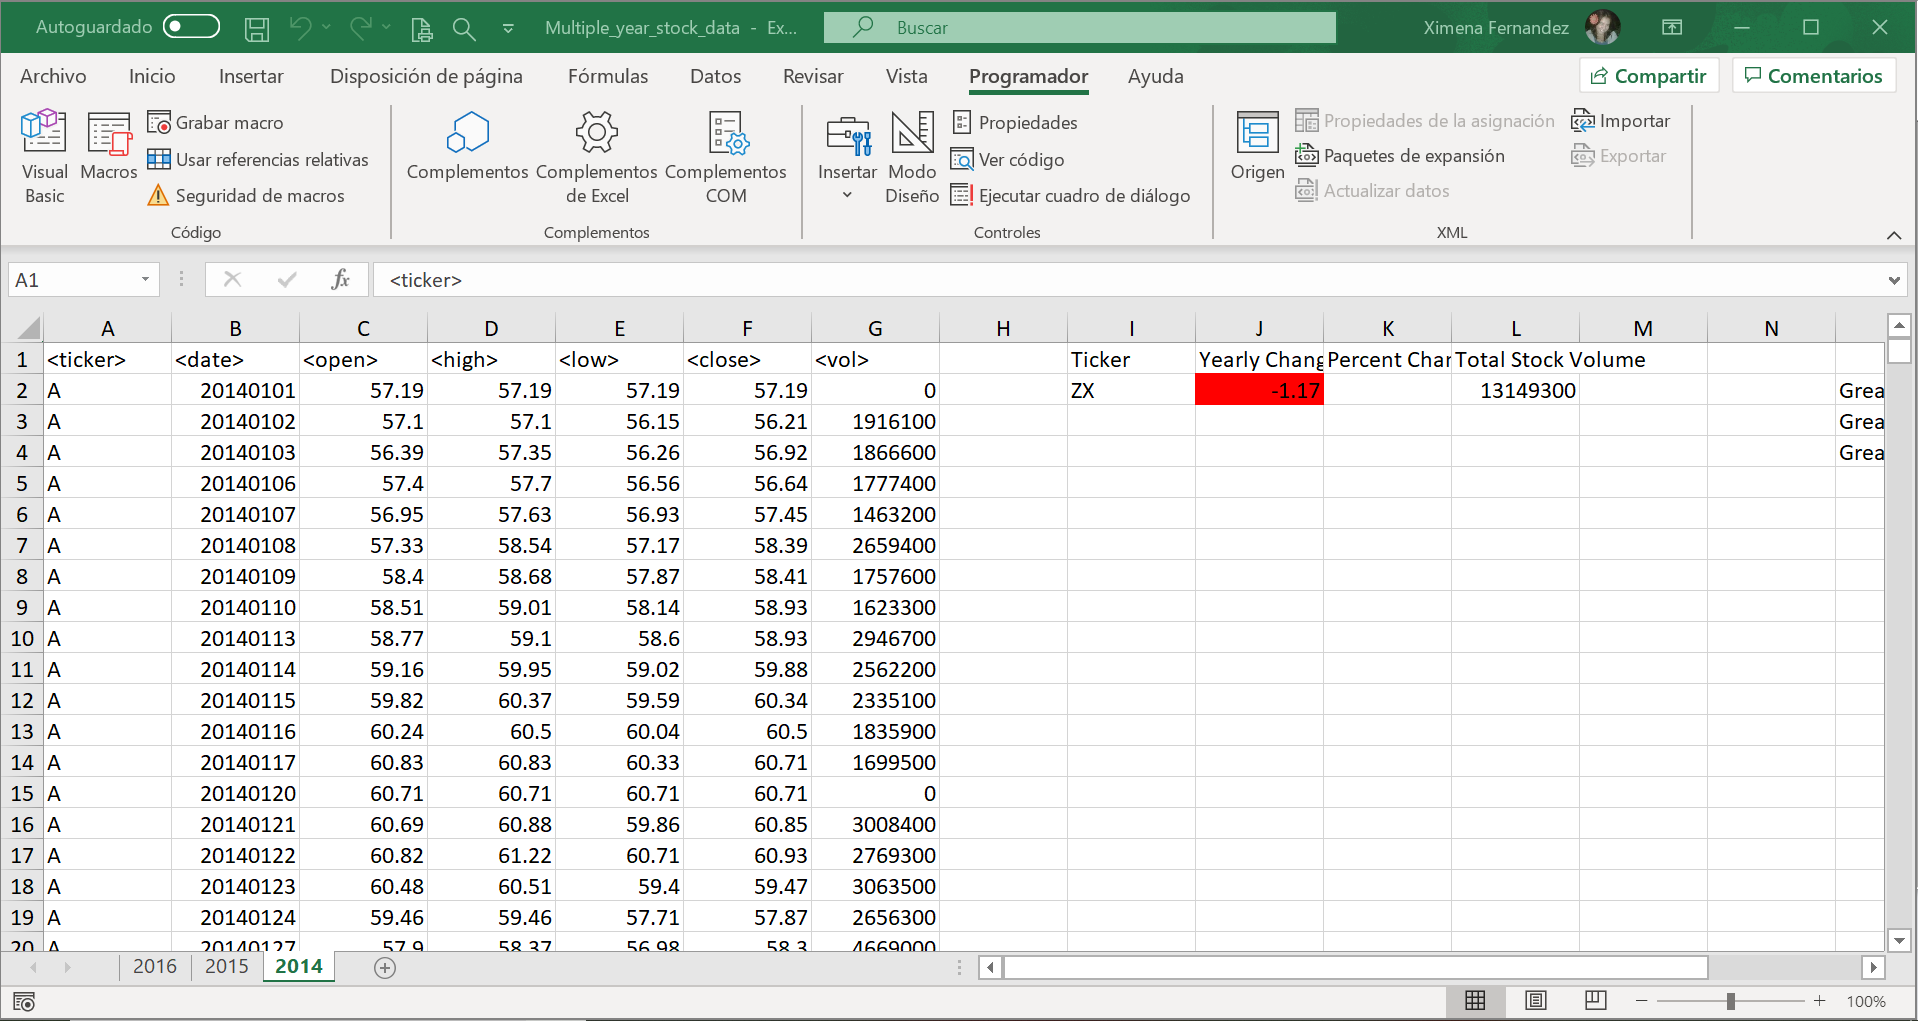 Autoguardado Multiple_year_stock_data - Ex... Buscar Ximena Fernandez
Archivo Inicio Insertar Disposición de página Fórmulas Datos Revisar Vista Programador Ayuda Compartir Comentarios
Visual Basic
Macros
Grabar macro
Usar referencias relativas
Seguridad de macros
Código
Complementos
Complementos de Excel
Complementos COM
Complementos
Insertar
Modo Diseño
Propiedades
Ver código
Ejecutar cuadro de diálogo
Controles
Origen
Propiedades de la asignación
Paquetes de expansión
Actualizar datos
Importar
Exportar
XML
A1 fx <ticker>
A B C D E F G H I J K L M N
1 <ticker> <date> <open> <high> <low> <close> <vol> Ticker Yearly Chang Percent Char Total Stock Volume
2 A 20140101 57.19 57.19 57.19 57.19 0 ZX -1.17 13149300 Grea
3 A 20140102 57.1 57.1 56.15 56.21 1916100 Grea
4 A 20140103 56.39 57.35 56.26 56.92 1866600 Grea
5 A 20140106 57.4 57.7 56.56 56.64 1777400
6 A 20140107 56.95 57.63 56.93 57.45 1463200
7 A 20140108 57.33 58.54 57.17 58.39 2659400
8 A 20140109 58.4 58.68 57.87 58.41 1757600
9 A 20140110 58.51 59.01 58.14 58.93 1623300
10 A 20140113 58.77 59.1 58.6 58.93 2946700
11 A 20140114 59.16 59.95 59.02 59.88 2562200
12 A 20140115 59.82 60.37 59.59 60.34 2335100
13 A 20140116 60.24 60.5 60.04 60.5 1835900
14 A 20140117 60.83 60.83 60.33 60.71 1699500
15 A 20140120 60.71 60.71 60.71 60.71 0
16 A 20140121 60.69 60.88 59.86 60.85 3008400
17 A 20140122 60.82 61.22 60.71 60.93 2769300
18 A 20140123 60.48 60.51 59.4 59.47 3063500
19 A 20140124 59.46 59.46 57.71 57.87 2656300
20 A 20140127 57.9 58.37 56.98 58.3 4669000
2016 2015 2014
100%